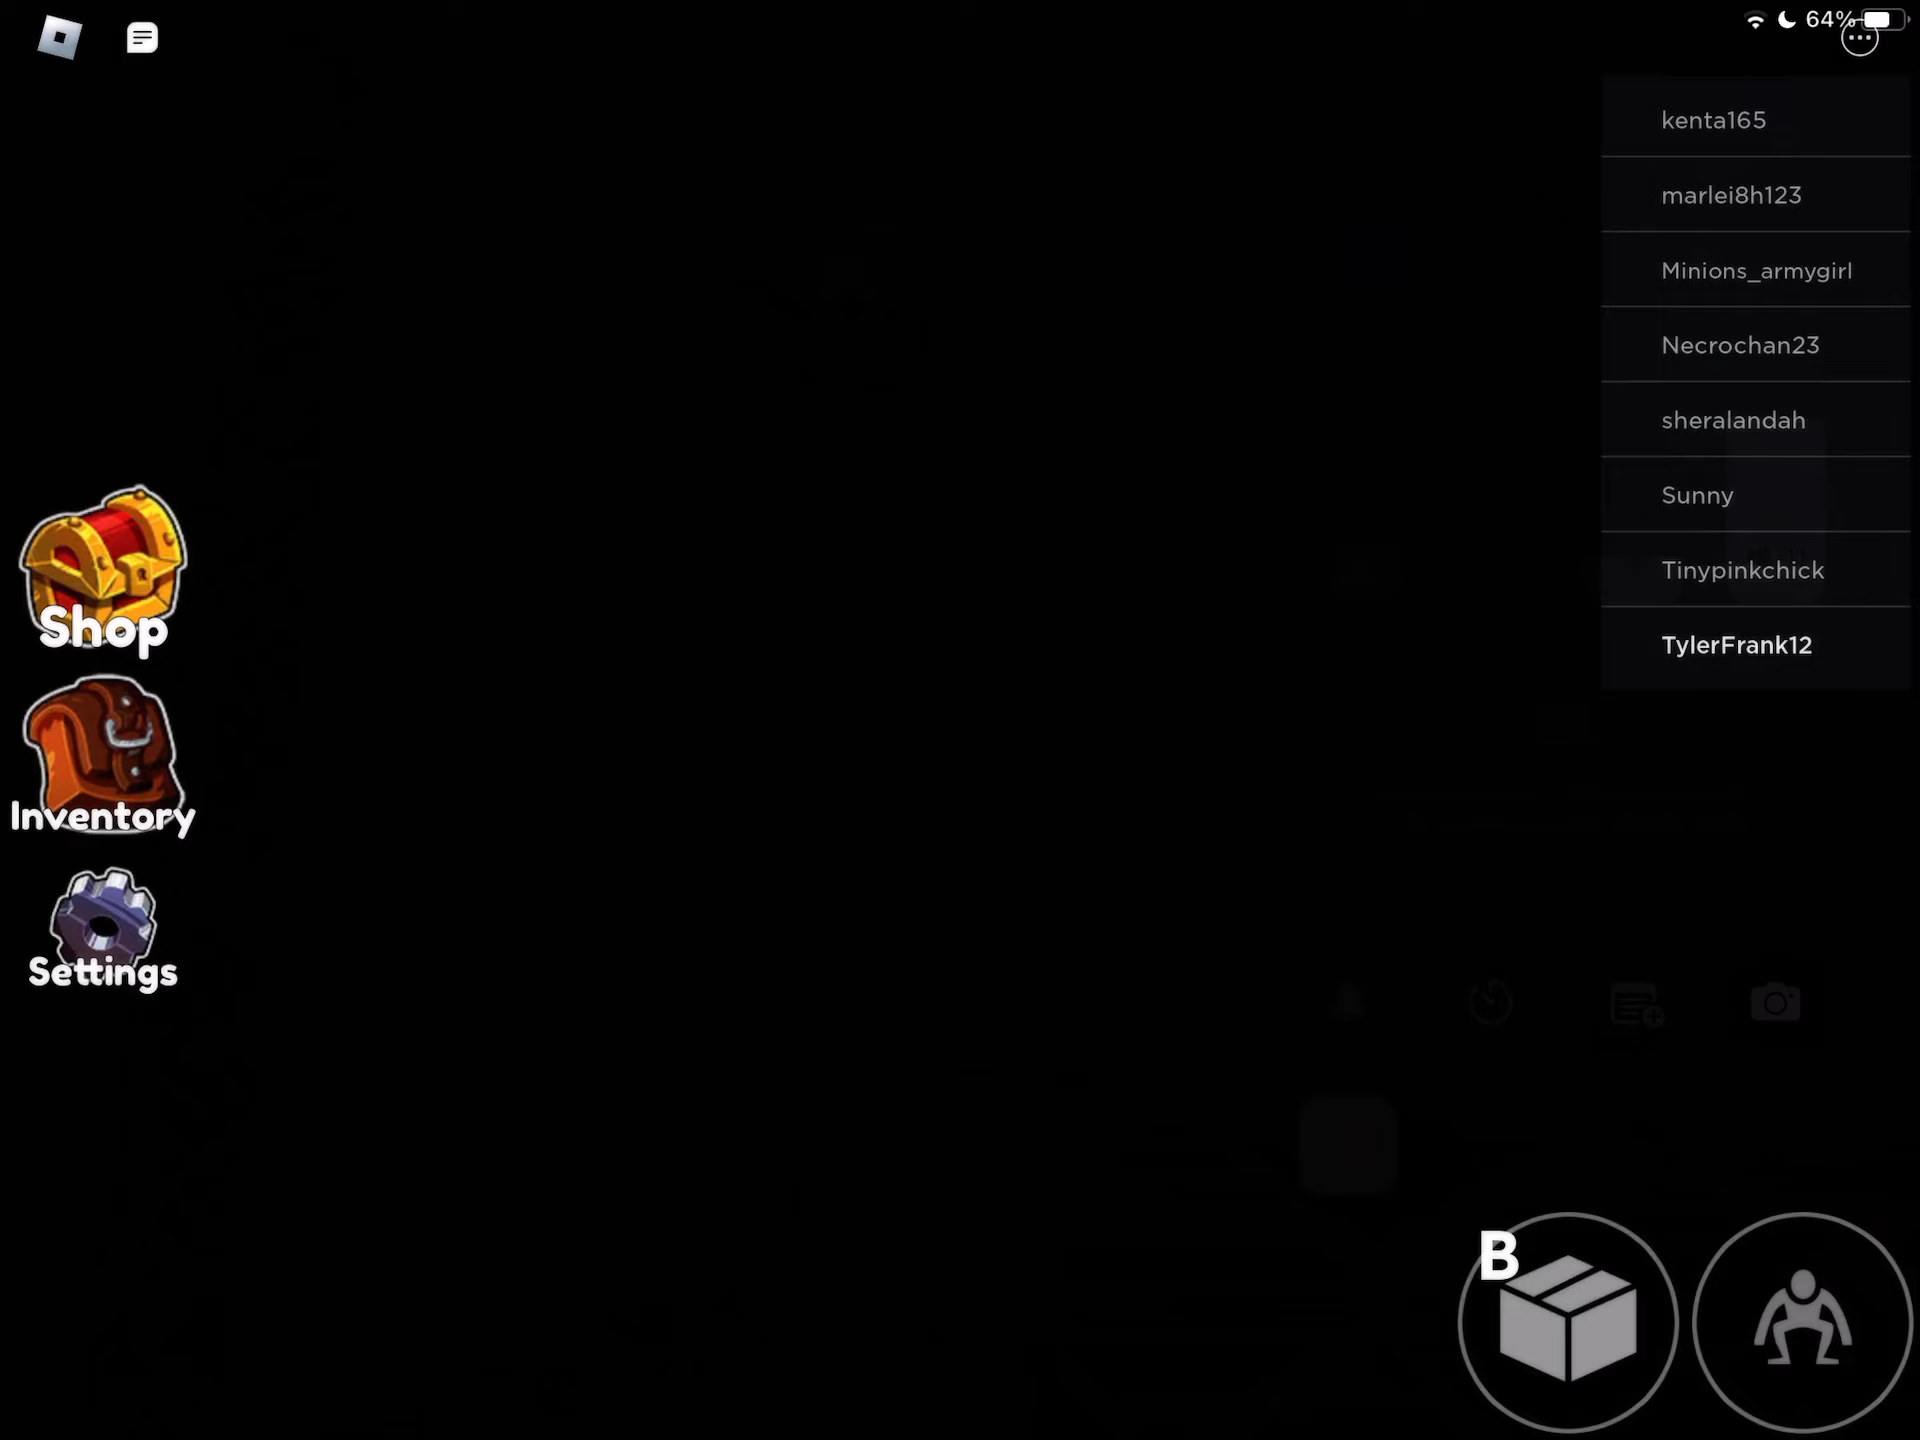 64%
kenta165
marlei8h123
Minions_armygirl
Necrochan23
sheralandah
Sunny
Tinypinkchick
TylerFrank12
Shop
Inventory
Settings
B